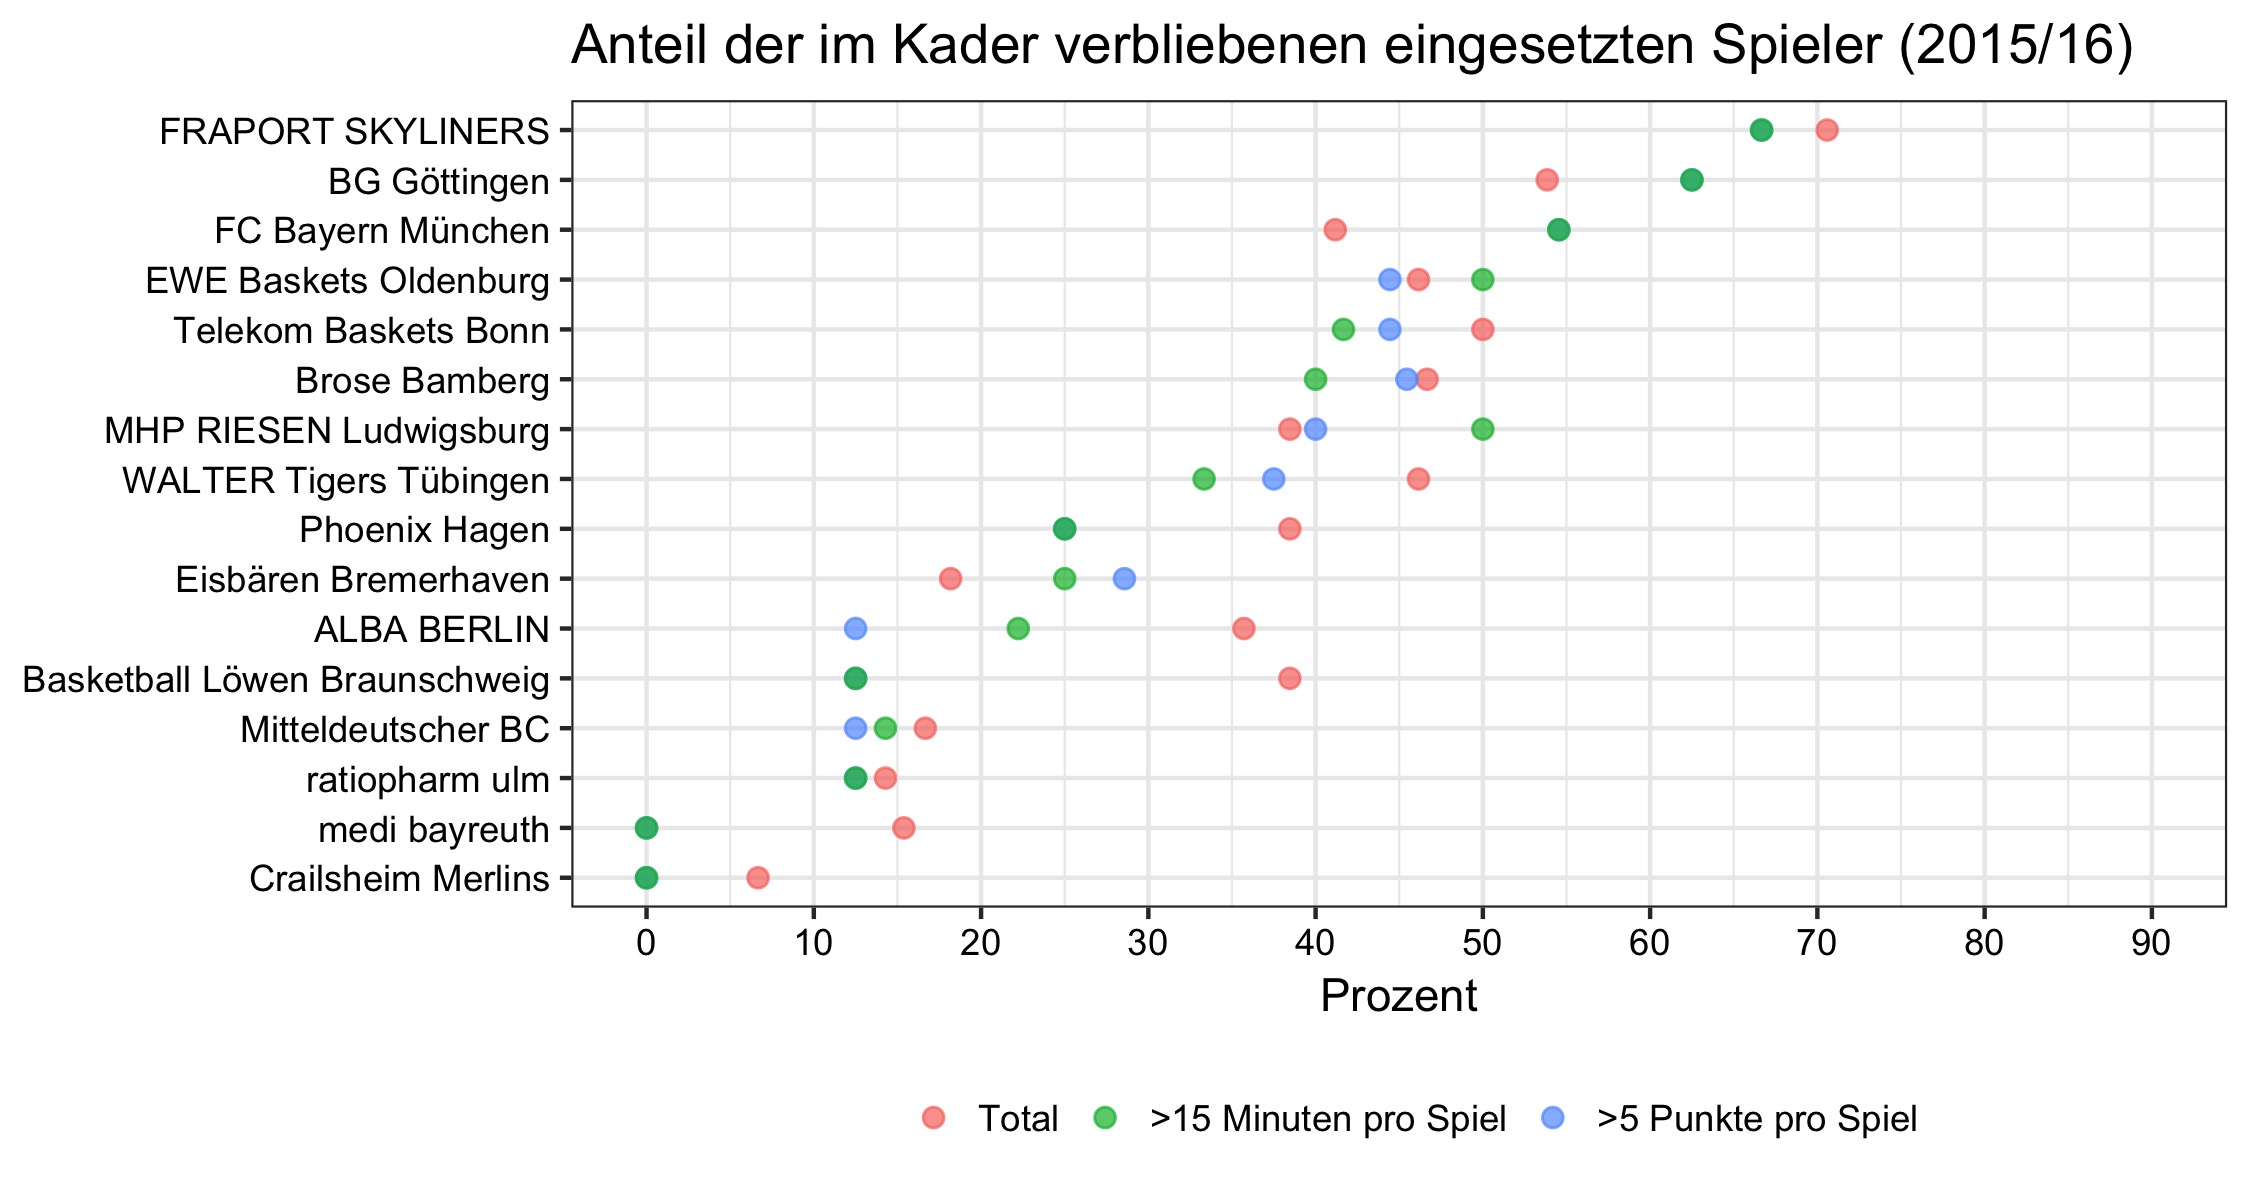 Anteil der im Kader verbliebenen eingesetzten Spieler (2015/16)
FRAPORT SKYLINERS
BG Göttingen
FC Bayern München
EWE Baskets Oldenburg
Telekom Baskets Bonn
Brose Bamberg
MHP RIESEN Ludwigsburg
WALTER Tigers Tübingen
Phoenix Hagen
Eisbären Bremerhaven
ALBA BERLIN
Basketball Löwen Braunschweig
Mitteldeutscher BC
ratiopharm ulm
medi bayreuth
Crailsheim Merlins
0 10 20 30 40 50 60 70 80 90
Prozent
Total >15 Minuten pro Spiel >5 Punkte pro Spiel